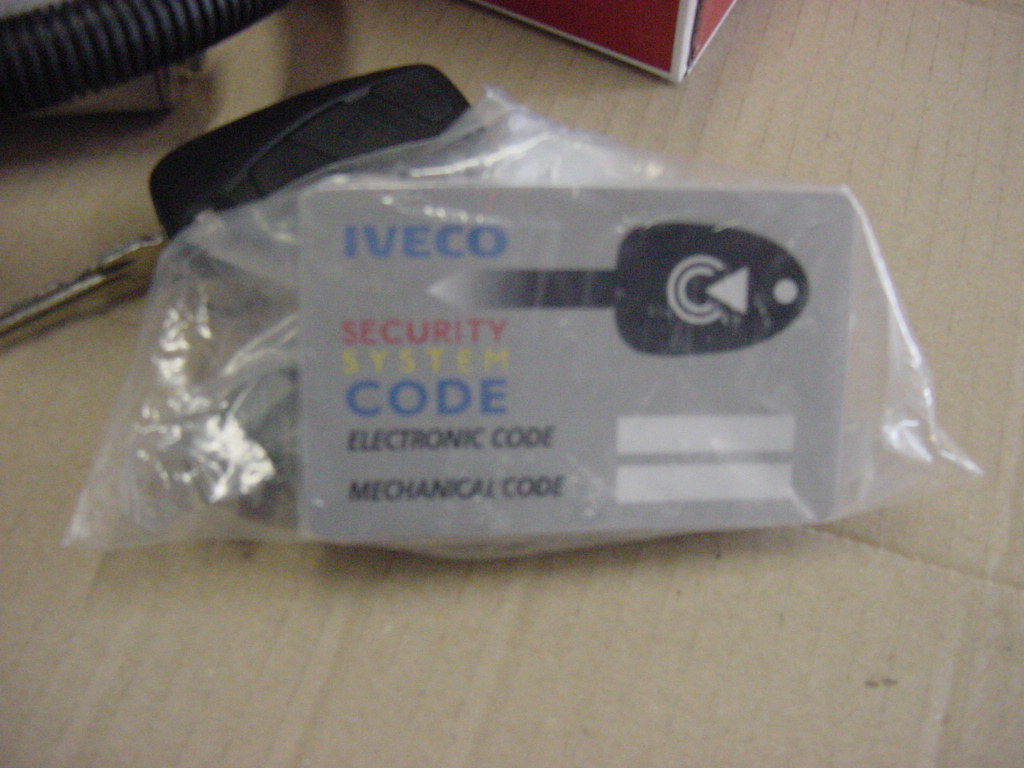 IVECO
SECURITY
SYSTEM
CODE
ELECTRONIC CODE
MECHANICAL CODE